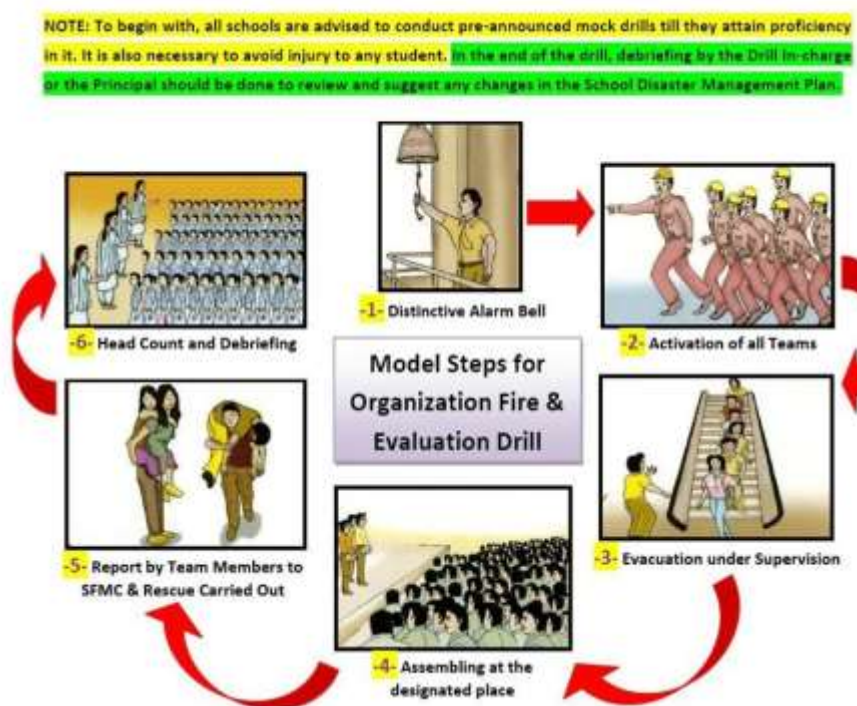 NOTE: To begin with, all schools are advised to conduct pre-announced mock drills till they attain proficiency
in it. It is also necessary to avoid injury to any student. In the end of the drill, debriefing by the Drill In-charge
or the Principal should be done to review and suggest any changes in the School Disaster Management Plan.
-1- Distinctive Alarm Bell
-2- Activation of all Teams
-6- Head Count and Debriefing
Model Steps for
Organization Fire &
Evaluation Drill
-3- Evacuation under Supervision
-5- Report by Team Members to
SFMC & Rescue Carried Out
-4- Assembling at the
designated place